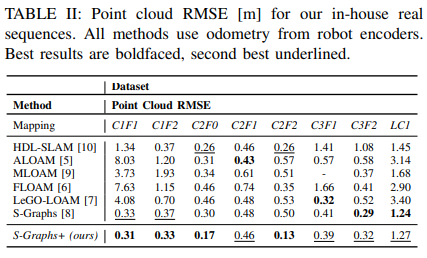 TABLE II: Point cloud RMSE [m] for our in-house real
sequences. All methods use odometry from robot encoders.
Best results are boldfaced, second best underlined.
Dataset
Method Point Cloud RMSE
Mapping C1F1 C1F2 C2F0 C2F1 C2F2 C3F1 C3F2 LC1
HDL-SLAM [10] 1.34 0.37 0.26 0.46 0.26 1.41 1.08 1.45
ALOAM [5] 8.03 1.20 0.31 0.43 0.57 0.57 0.58 3.14
MLOAM [9] 3.73 1.93 0.34 0.61 0.51 - 0.37 1.68
FLOAM [6] 7.63 1.15 0.46 0.74 0.35 1.66 0.41 2.90
LeGO-LOAM [7] 4.08 0.70 0.46 0.48 0.53 0.32 0.52 3.40
S-Graphs [8] 0.33 0.37 0.30 0.48 0.50 0.41 0.29 1.24
S-Graphs+ (ours) 0.31 0.33 0.17 0.46 0.13 0.39 0.32 1.27